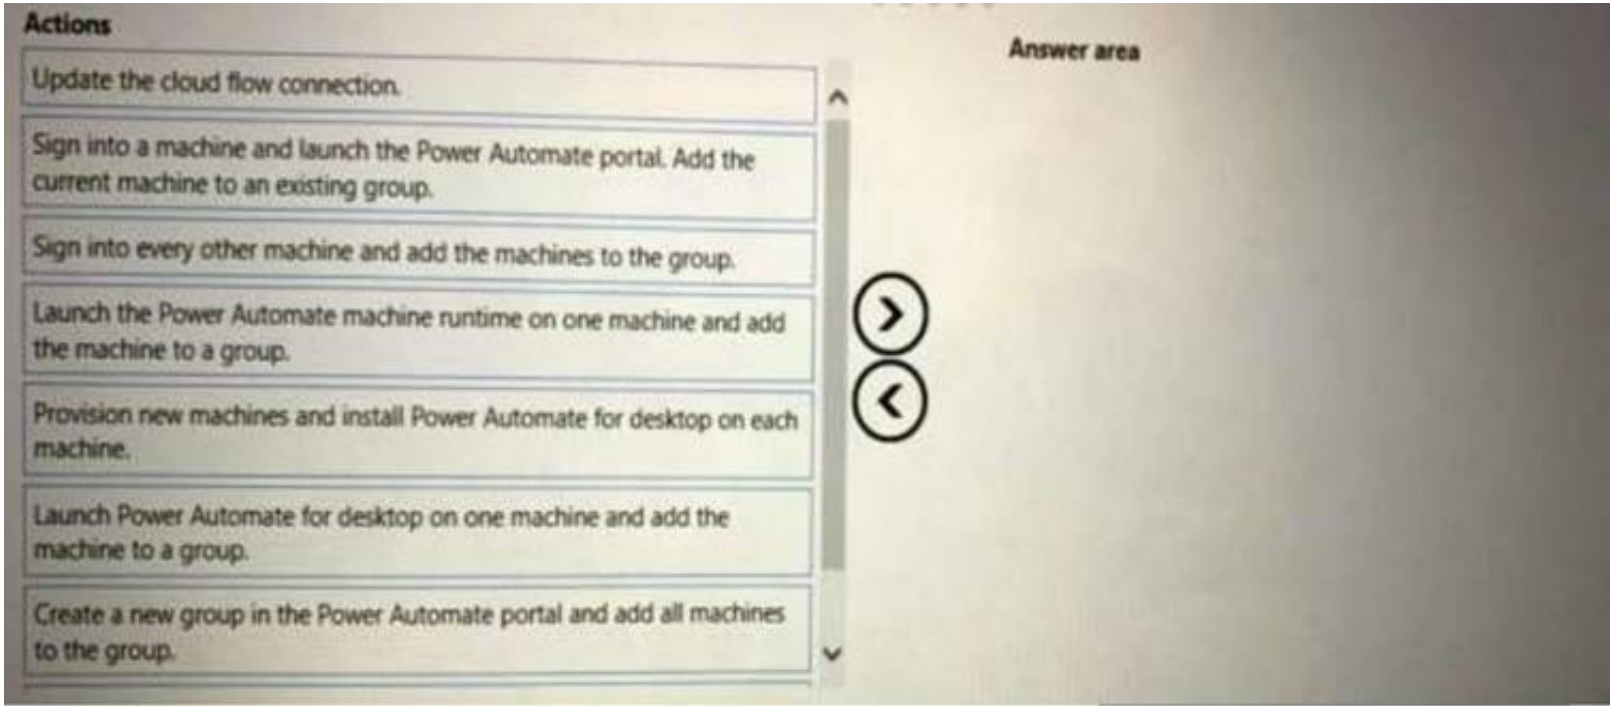 Actions
Answer area
Update the cloud flow connection.
Sign into a machine and launch the Power Automate portal. Add the
current machine to an existing group.
Sign into every other machine and add the machines to the group.
Launch the Power Automate machine runtime on one machine and add
the machine to a group.
Provision new machines and install Power Automate for desktop on each
machine.
Launch Power Automate for desktop on one machine and add the
machine to a group.
Create a new group in the Power Automate portal and add all machines
to the group.